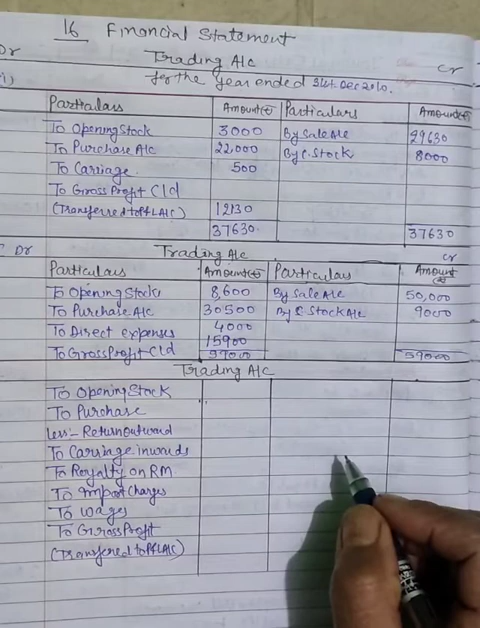 16 Financial Statement
Dr Trading A/c Cr
1) for the year ended 31st Dec 2010.
Particulars Amount(₹) Particulars Amount(₹)
To Opening Stock 3000 By Sale A/c 29630
To Purchase A/c 22,000 By C. Stock 8000
To Carriage 500
To Gross Profit C/d
(Transferred to P&L A/c) 12130
37630. 37630
Dr Trading A/c Cr
Particulars Amount(₹) Particulars Amount
To Opening Stock 8,600 By Sale A/c 50,000
To Purchase A/c 30500 By C Stock A/c 9000
To Direct expenses 4000
To Gross Profit C/d 15900
59000 59000
Trading A/c
To Opening Stock
To Purchase
Less:- Return outward
To Carriage inwards
To Royalty on RM
To Import Charges
To Wages
To Gross Profit
(Transfered to P&L A/c)